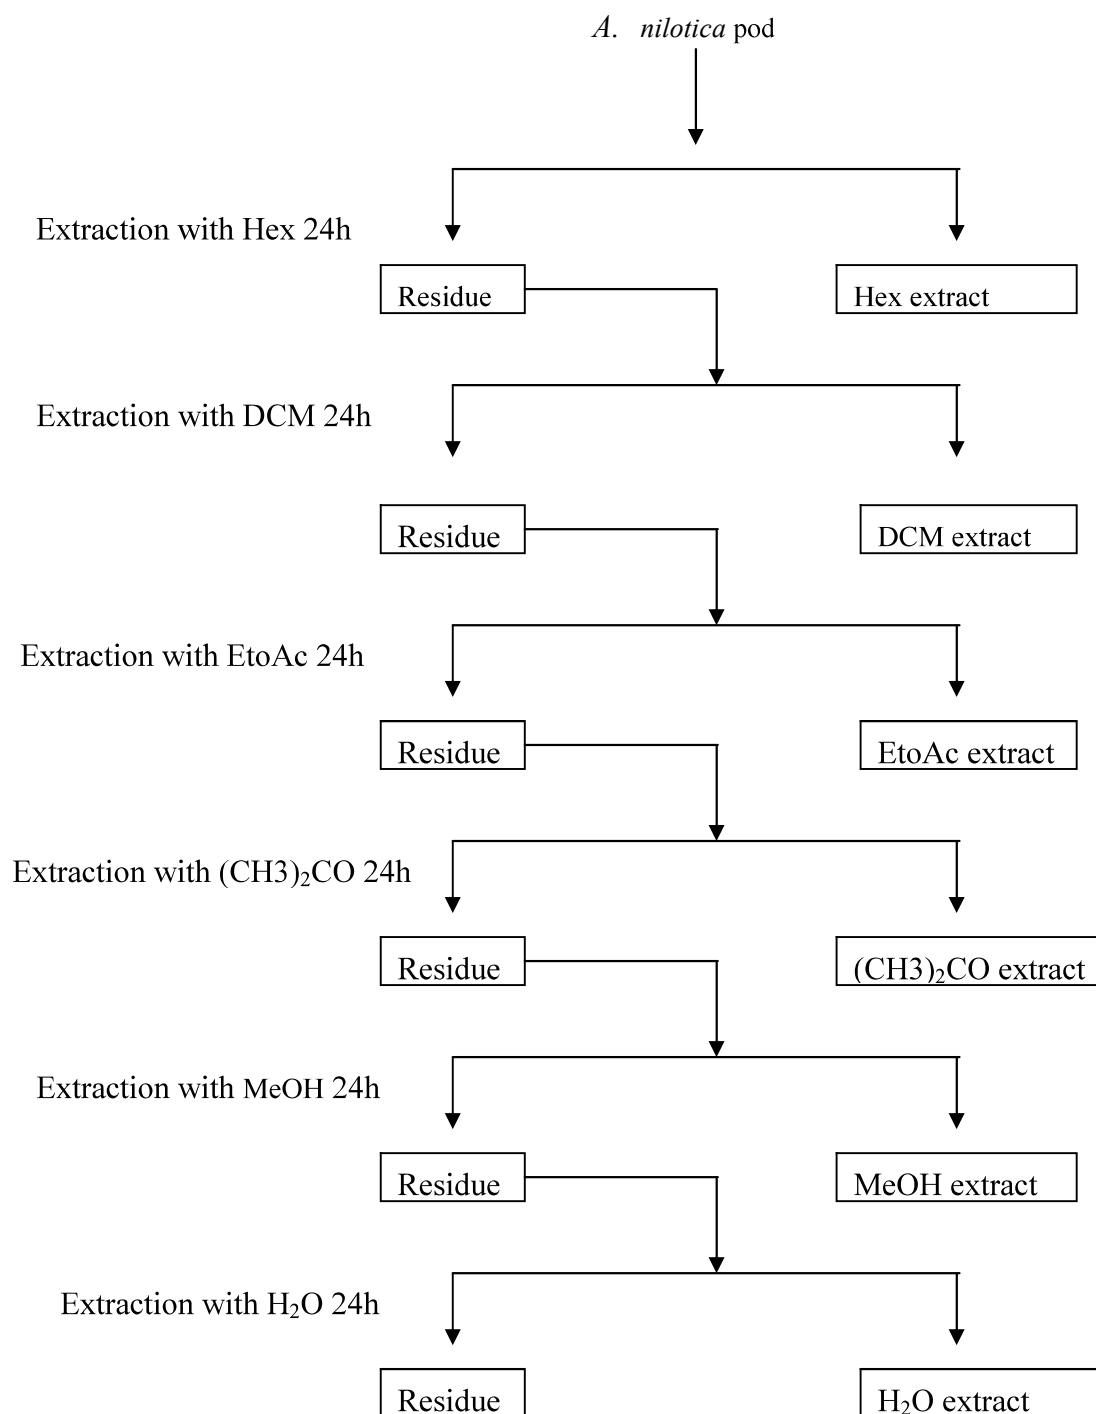 A. nilotica pod
Extraction with Hex 24h
Residue
Hex extract
Extraction with DCM 24h
Residue
DCM extract
Extraction with EtoAc 24h
Residue
EtoAc extract
Extraction with (CH3)₂CO 24h
Residue
(CH3)₂CO extract
Extraction with MeOH 24h
Residue
MeOH extract
Extraction with H₂O 24h
Residue
H₂O extract